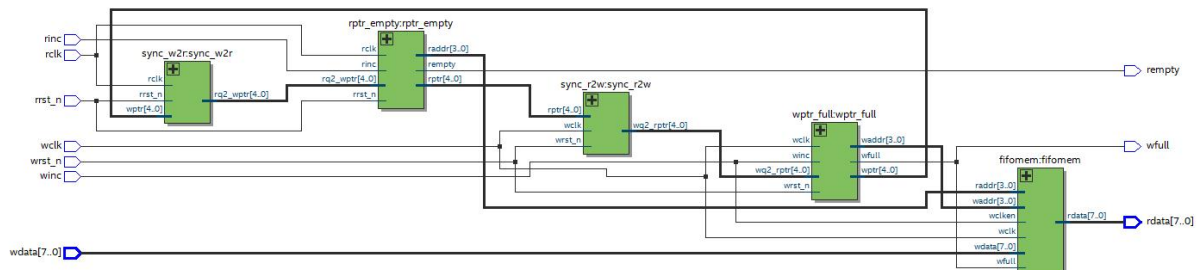 rinc
rclk
rrst_n
wclk
wrst_n
winc
wdata[7..0]
sync_w2r:sync_w2r
rclk
rrst_n
wptr[4..0]
rq2_wptr[4..0]
rptr_empty:rptr_empty
rclk
rinc
rq2_wptr[4..0]
rrst_n
raddr[3..0]
rempty
rptr[4..0]
sync_r2w:sync_r2w
rptr[4..0]
wclk
wrst_n
wq2_rptr[4..0]
wptr_full:wptr_full
wclk
winc
wq2_rptr[4..0]
wrst_n
waddr[3..0]
wfull
wptr[4..0]
fifomem:fifomem
raddr[3..0]
waddr[3..0]
wclken
wclk
wdata[7..0]
wfull
rdata[7..0]
rempty
wfull
rdata[7..0]